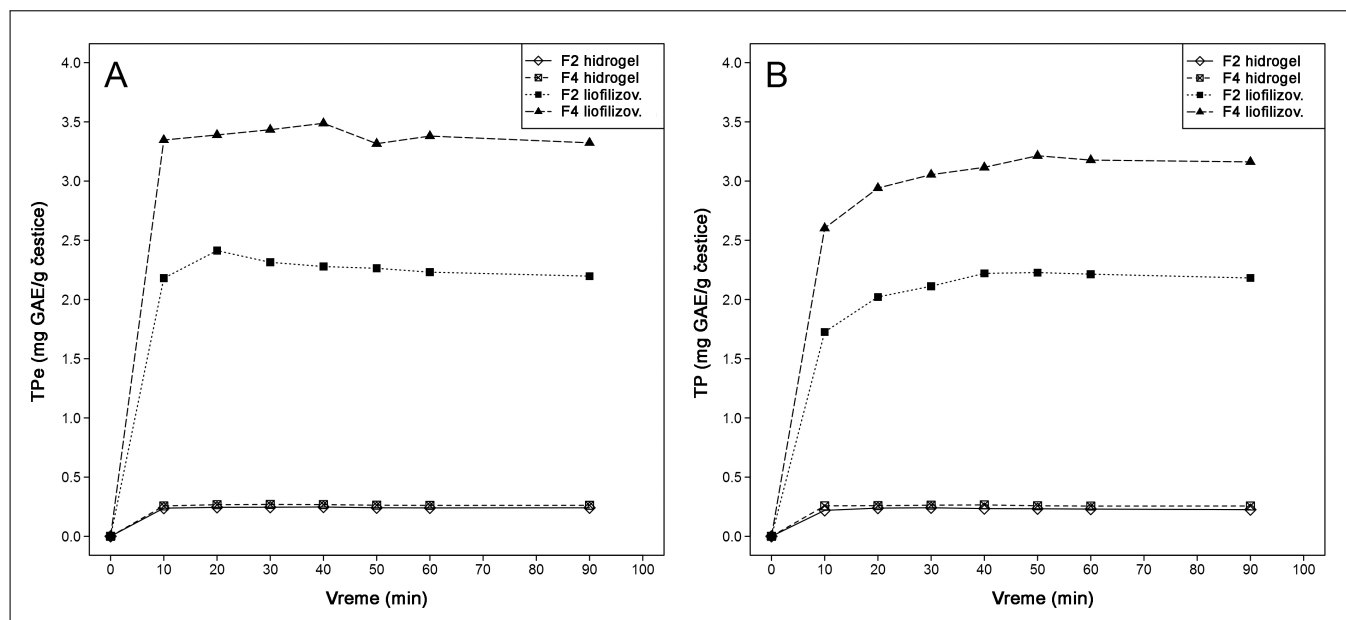 A
F2 hidrogel
F4 hidrogel
F2 liofilizov.
F4 liofilizov.
4.0
3.5
3.0
2.5
2.0
1.5
1.0
0.5
0.0
TPe (mg GAE/g čestice)
0 10 20 30 40 50 60 70 80 90 100
Vreme (min)
B
F2 hidrogel
F4 hidrogel
F2 liofilizov.
F4 liofilizov.
4.0
3.5
3.0
2.5
2.0
1.5
1.0
0.5
0.0
TP (mg GAE/g čestice)
0 10 20 30 40 50 60 70 80 90 100
Vreme (min)